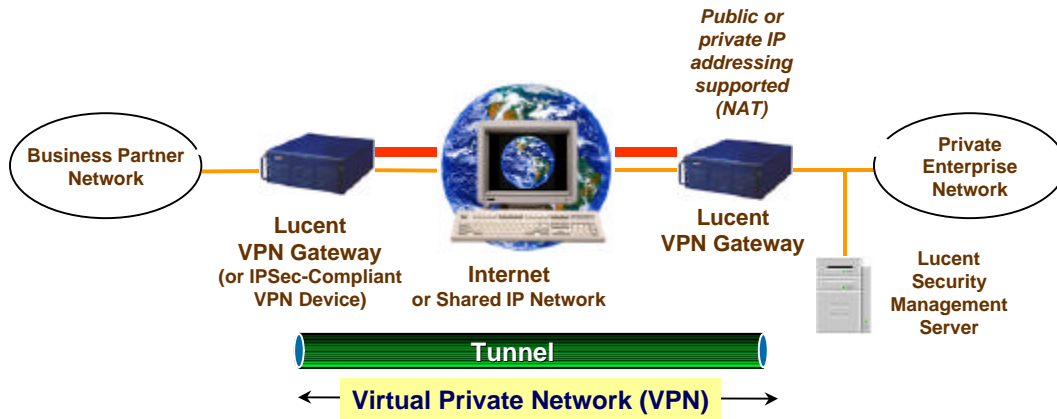 Public or
private IP
addressing
supported
(NAT)
Business Partner
Network
Private
Enterprise
Network
Lucent
VPN Gateway
(or IPSec-Compliant
VPN Device)
Internet
or Shared IP Network
Lucent
VPN Gateway
Lucent
Security
Management
Server
Tunnel
Virtual Private Network (VPN)